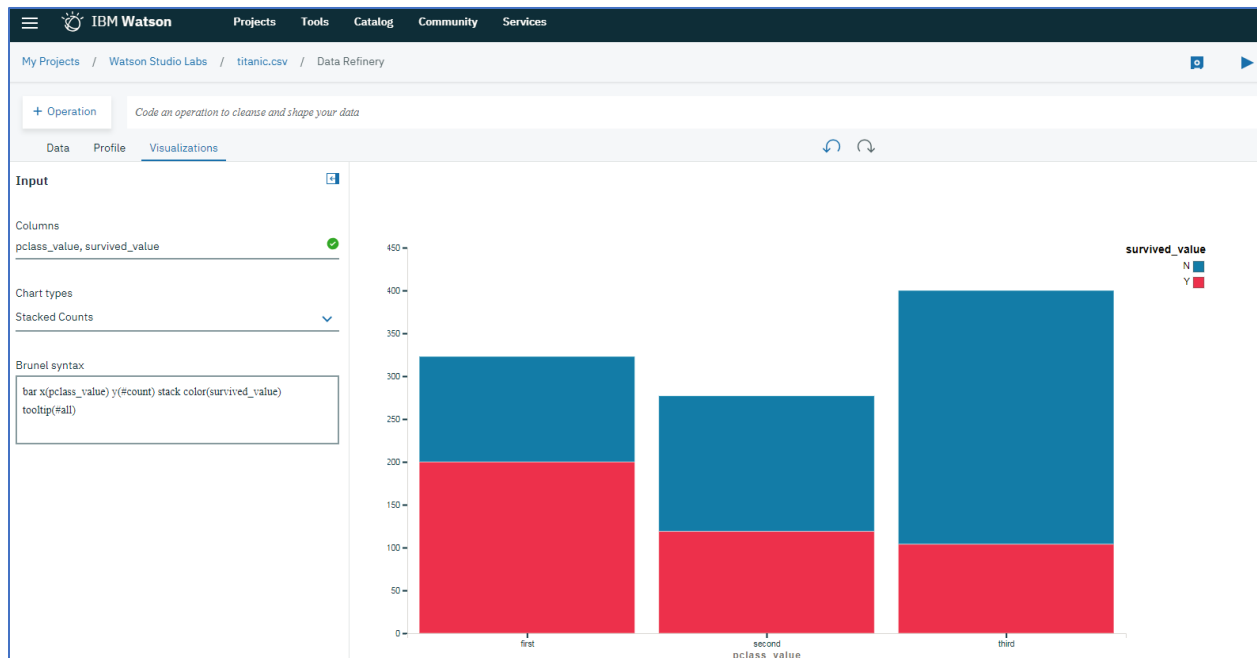 IBM Watson Projects Tools Catalog Community Services
My Projects / Watson Studio Labs / titanic.csv / Data Refinery
+ Operation Code an operation to cleanse and shape your data
Data Profile Visualizations
Input
Columns
pclass_value, survived_value
Chart types
Stacked Counts
Brunel syntax
bar x(pclass_value) y(#count) stack color(survived_value)
tooltip(#all)
survived_value
N
Y
450
400
350
300
250
200
150
100
50
0
first second third
pclass_value